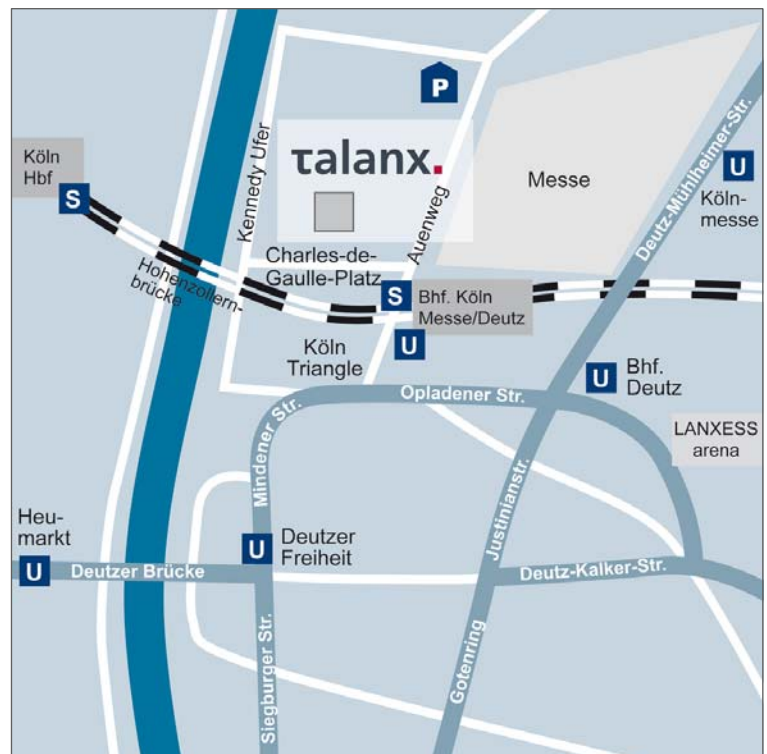 P
Köln
Hbf
S
Kennedy Ufer
τalanx.
Auenweg
Messe
Deutz-Mühlheimer-Str.
U
Köln-
messe
Hohenzollern-
brücke
Charles-de-
Gaulle-Platz
S
Bhf. Köln
Messe/Deutz
U
Köln
Triangle
U
Bhf.
Deutz
Opladener Str.
Mindener Str.
LANXESS
arena
Justinianstr.
Heu-
markt
U
Deutzer Brücke
U
Deutzer
Freiheit
Deutz-Kalker-Str.
Siegburger Str.
Gotenring